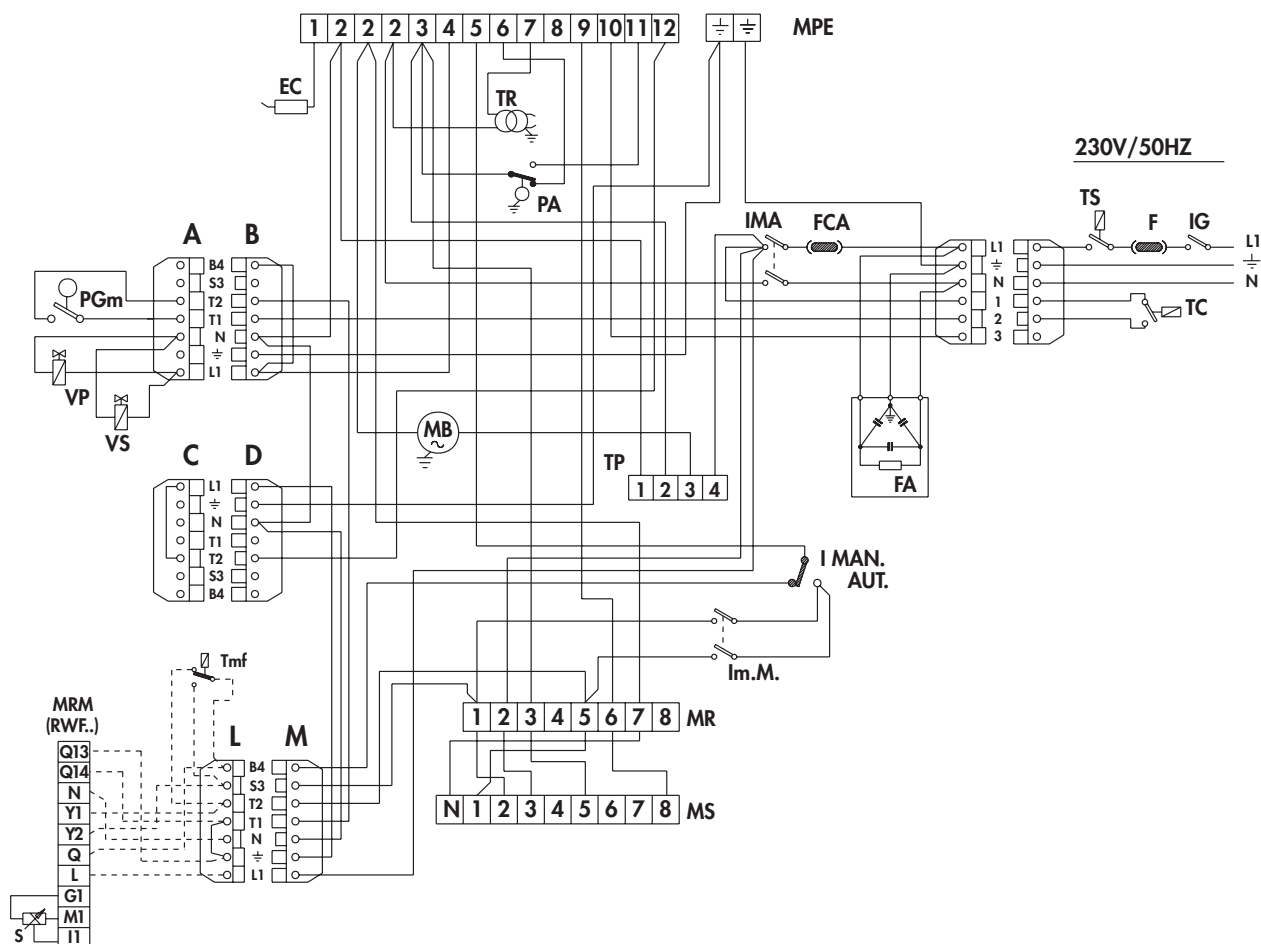 1 2 2 2 3 4 5 6 7 8 9 10 11 12
MPE
EC
TR
230V/50HZ
PA
TS F IG
IMA FCA
L1
N
A B
L1
N
1
2
3
TC
B4
S3
T2
T1
N
L1
PGm
VP
VS
MB
~
TP
1 2 3 4
FA
C D
L1
N
T1
T2
S3
B4
I MAN.
AUT.
Im.M.
Tmf
MRM
(RWF..)
1 2 3 4 5 6 7 8 MR
L M
Q13
Q14
N
Y1
Y2
Q
L
G1
M1
I1
S
B4
S3
T2
T1
N
L1
N 1 2 3 4 5 6 7 8 MS